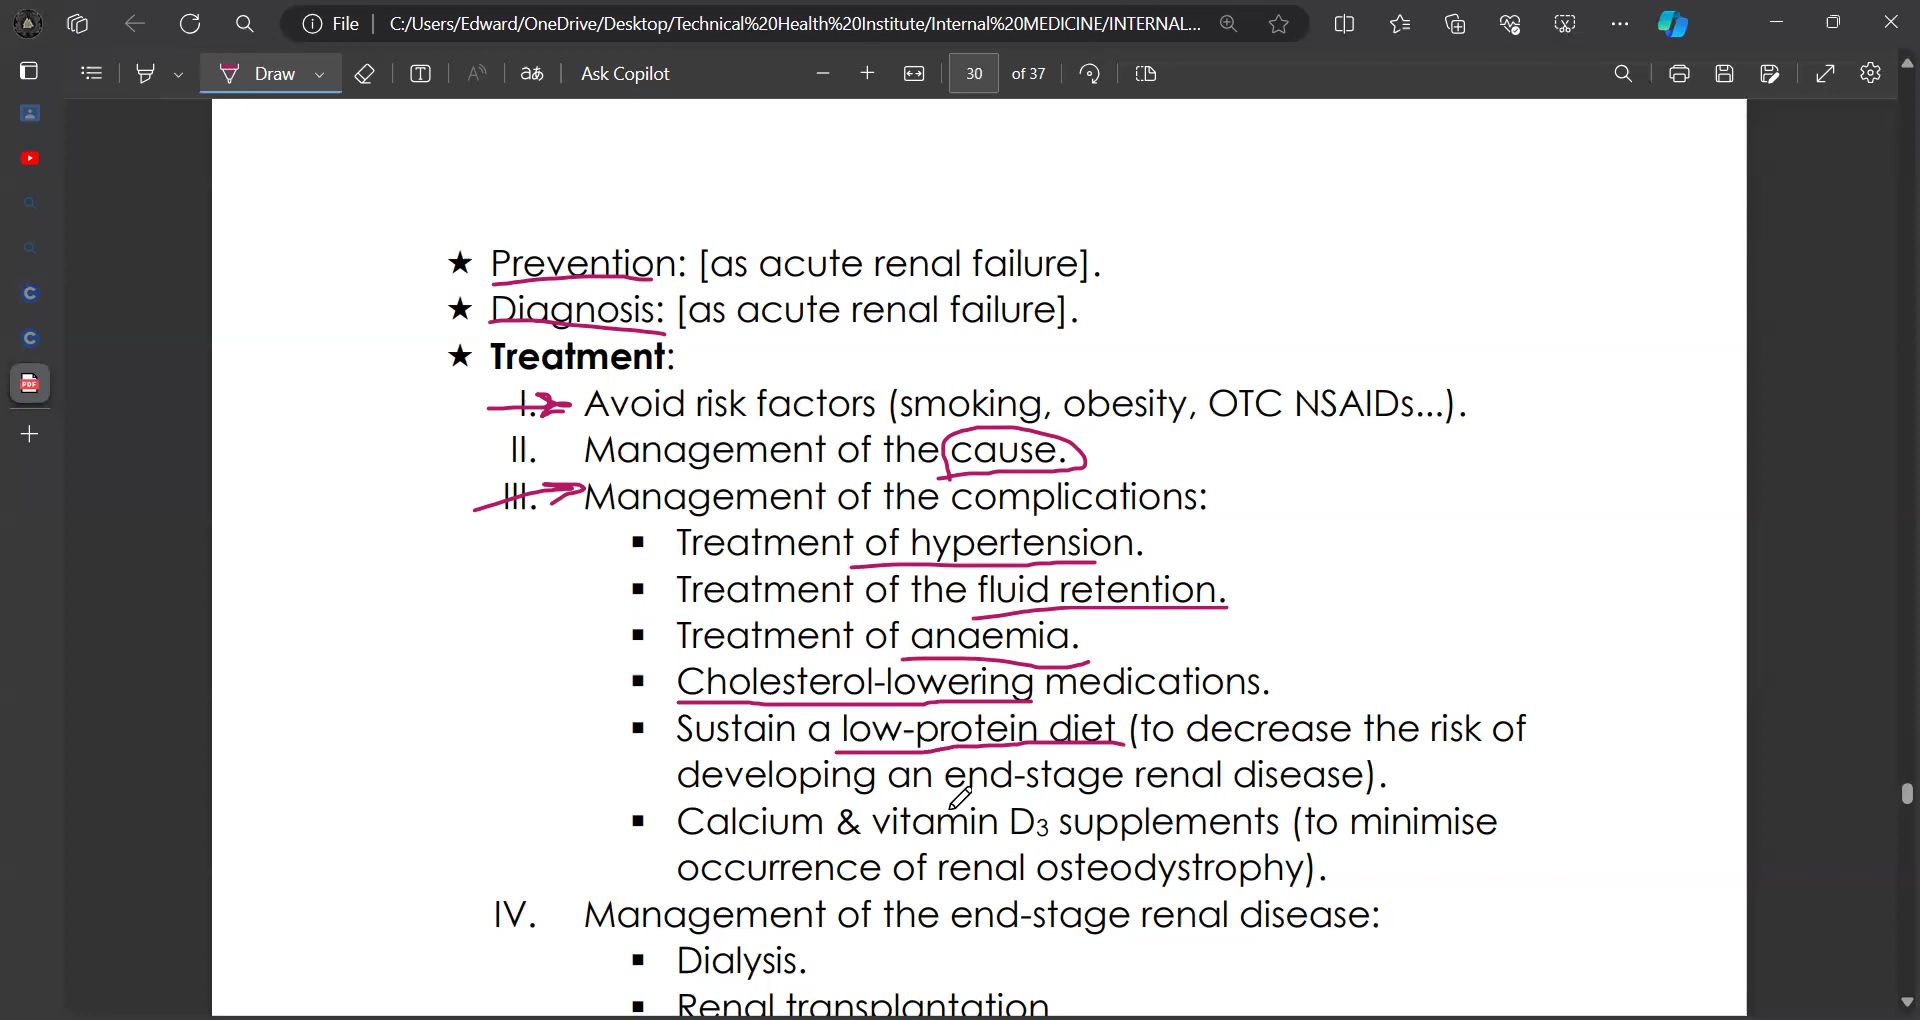 File
C:/Users/Edward/OneDrive/Desktop/Technical%20Health%20Institute/Internal%20MEDICINE/INTERNAL...
Draw
T
A
aあ
Ask Copilot
30 of 37
★ Prevention: [as acute renal failure].
★ Diagnosis: [as acute renal failure].
★ Treatment:
I. Avoid risk factors (smoking, obesity, OTC NSAIDs...).
II. Management of the cause.
III. Management of the complications:
▪ Treatment of hypertension.
▪ Treatment of the fluid retention.
▪ Treatment of anaemia.
▪ Cholesterol-lowering medications.
▪ Sustain a low-protein diet (to decrease the risk of
developing an end-stage renal disease).
▪ Calcium & vitamin D₃ supplements (to minimise
occurrence of renal osteodystrophy).
IV. Management of the end-stage renal disease:
▪ Dialysis.
▪ Renal transplantation
C
C
PDF